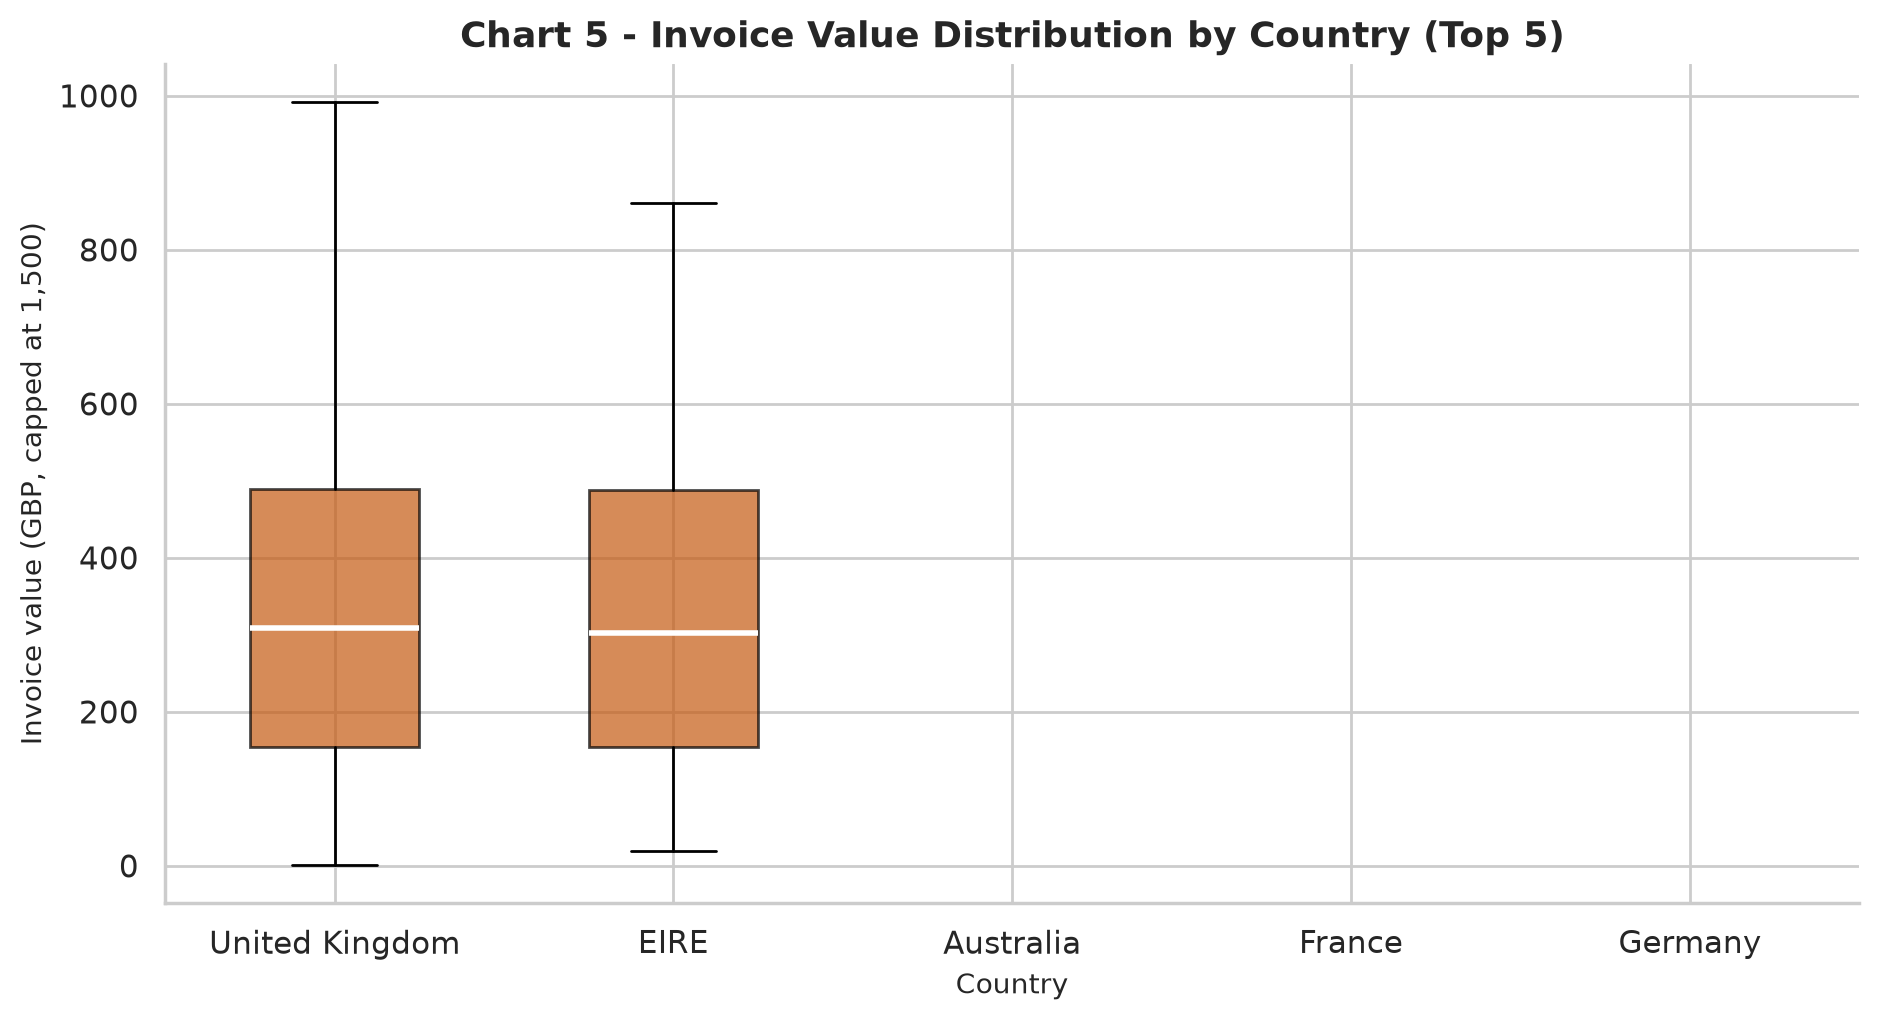 Chart 5 - Invoice Value Distribution by Country (Top 5)
Invoice value (GBP, capped at 1,500)
1000
800
600
400
200
0
United Kingdom
EIRE
Australia
France
Germany
Country